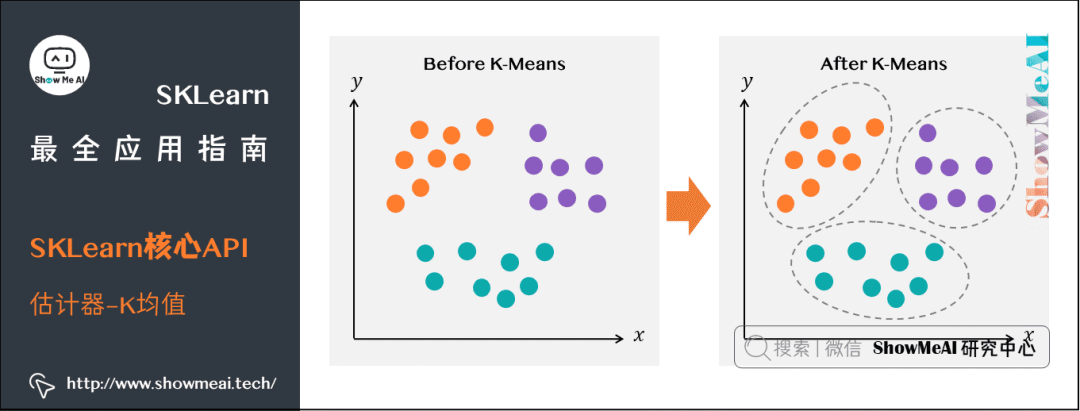 Show Me AI
SKLearn
最全应用指南
SKLearn核心API
估计器-K均值
http://www.showmeai.tech/
Before K-Means
y
x
After K-Means
y
x
ShowMeAI
搜索 | 微信 ShowMeAI 研究中心